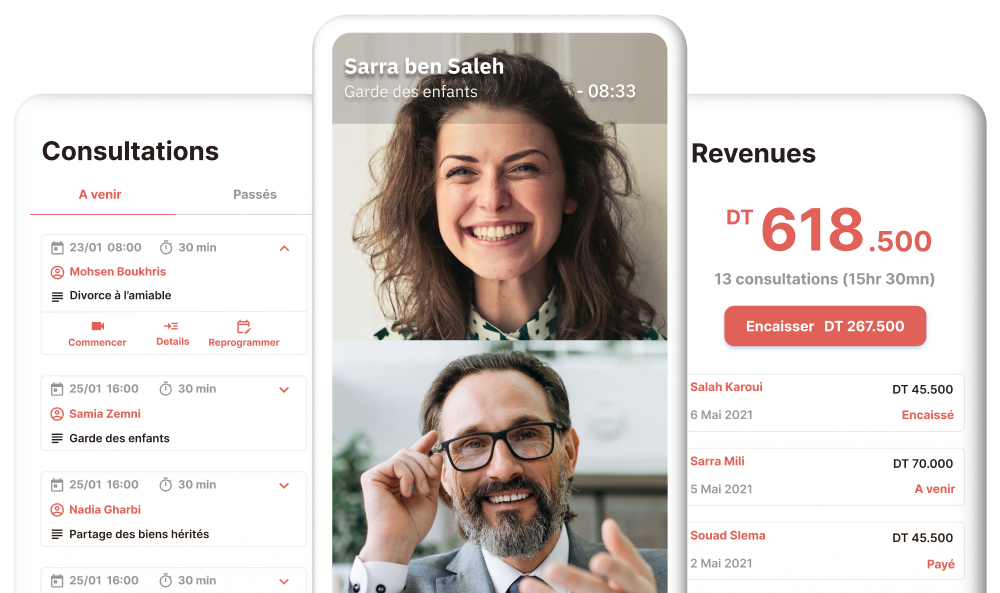 Consultations
A venir
Passés
23/01 08:00
30 min
Mohsen Boukhris
Divorce à l'amiable
Commencer
Details
Reprogrammer
25/01 16:00
30 min
Samia Zemni
Garde des enfants
25/01 16:00
30 min
Nadia Gharbi
Partage des biens hérités
25/01 16:00
30 min
Sarra ben Saleh
Garde des enfants
- 08:33
Revenues
DT 618.500
13 consultations (15hr 30mn)
Encaisser DT 267.500
Salah Karoui
DT 45.500
6 Mai 2021
Encaissé
Sarra Mili
DT 70.000
5 Mai 2021
A venir
Souad Slema
DT 45.500
2 Mai 2021
Payé